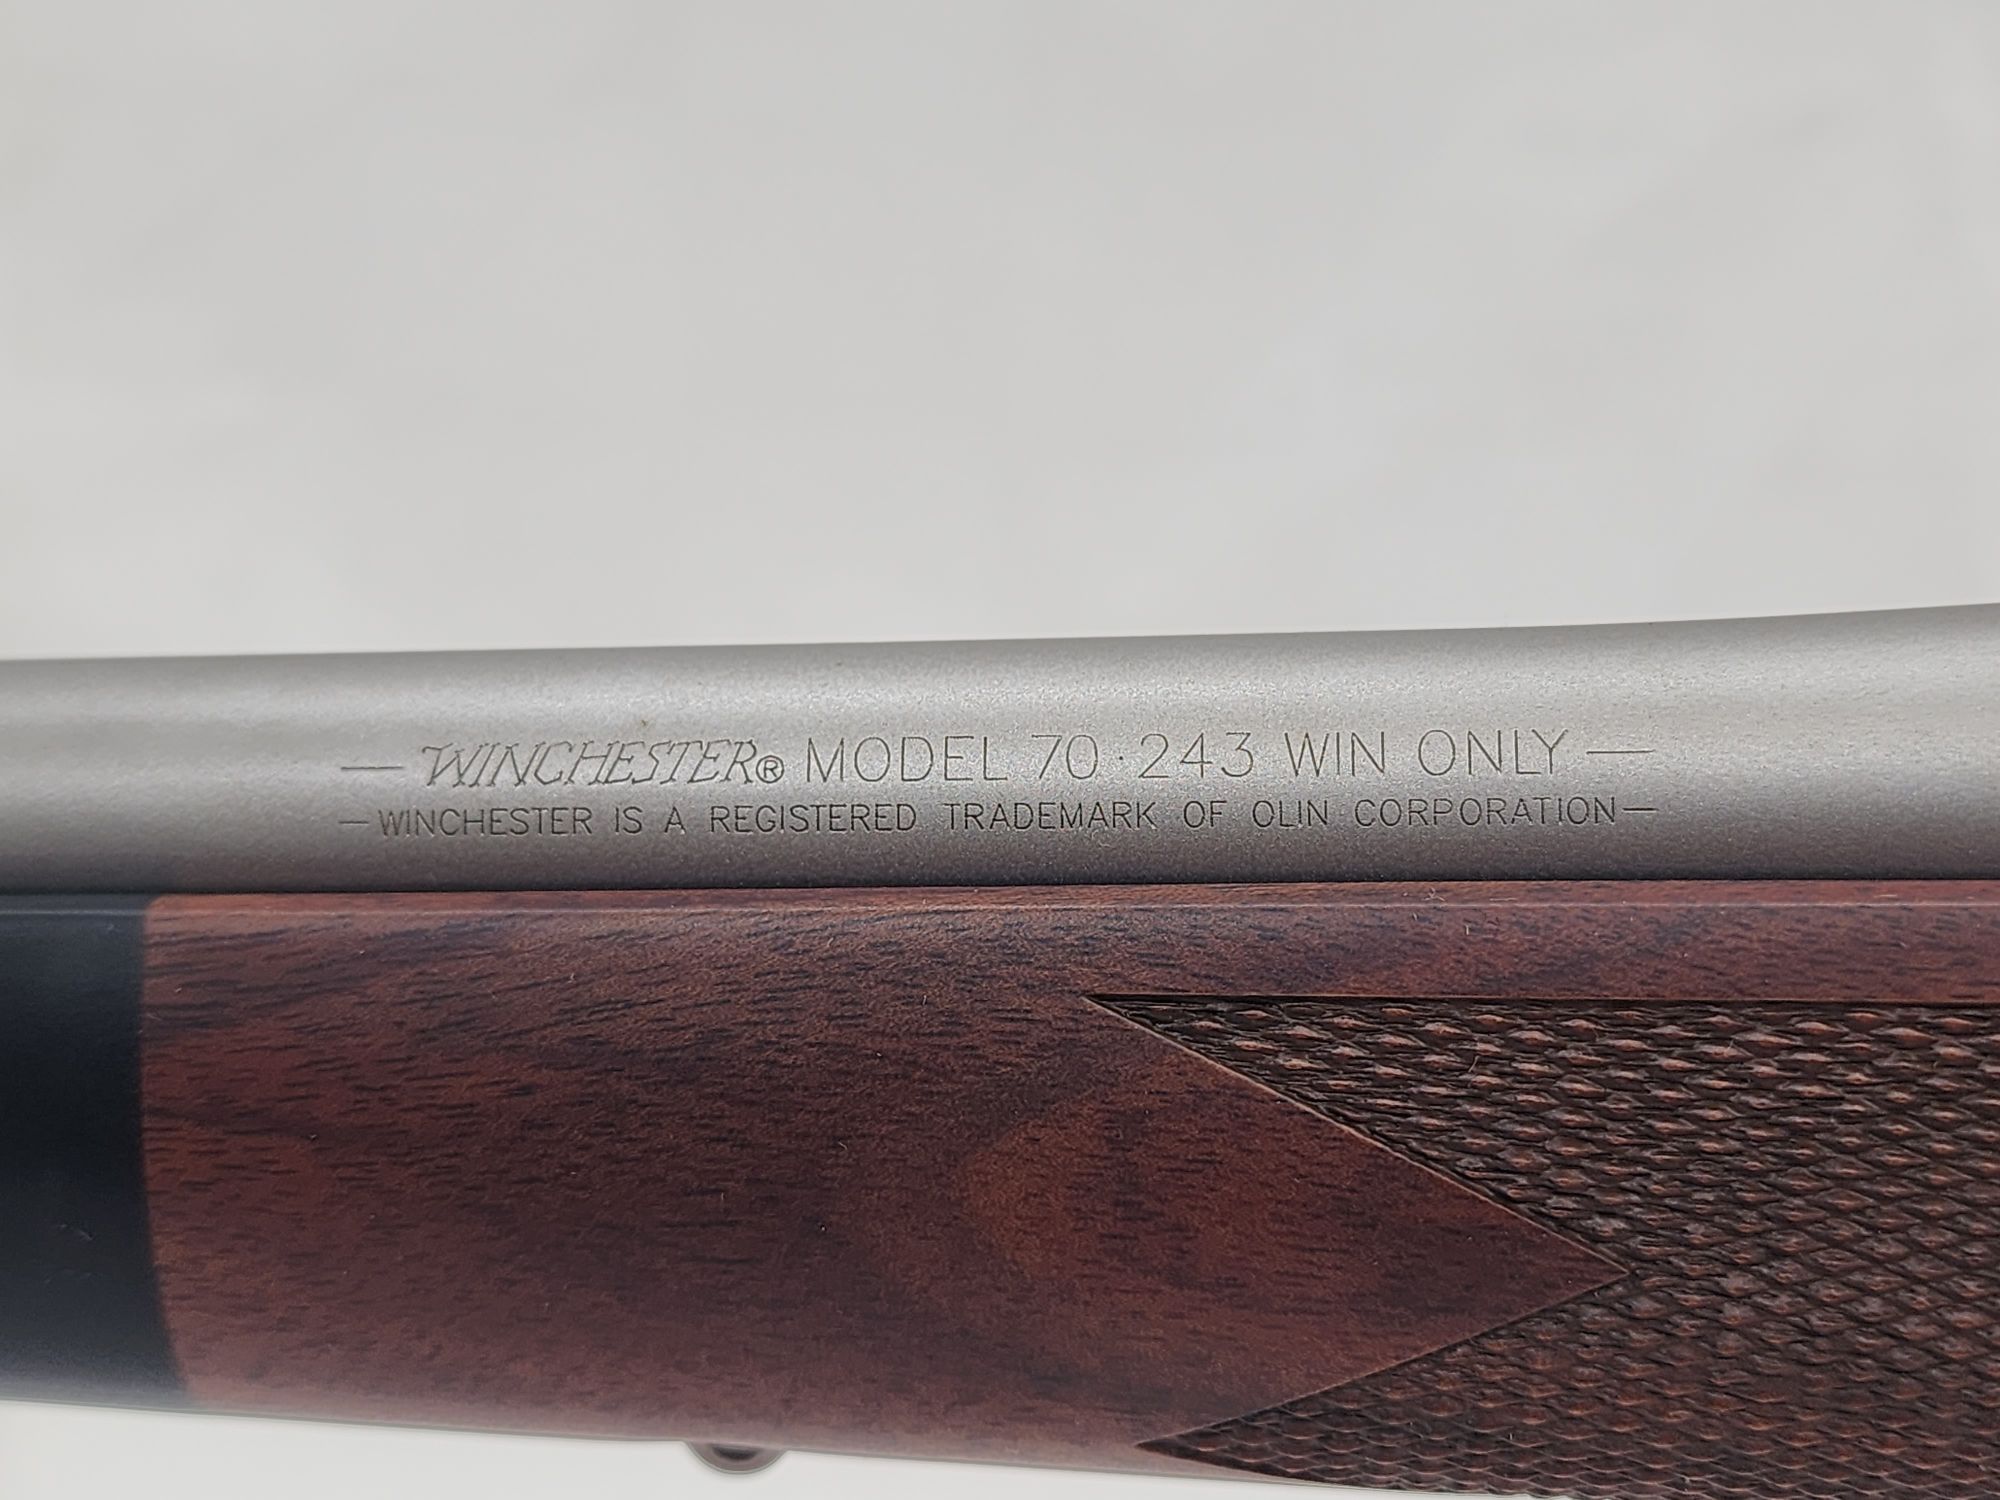 — WINCHESTER® MODEL 70 · 243 WIN ONLY —
— WINCHESTER IS A REGISTERED TRADEMARK OF OLIN CORPORATION —